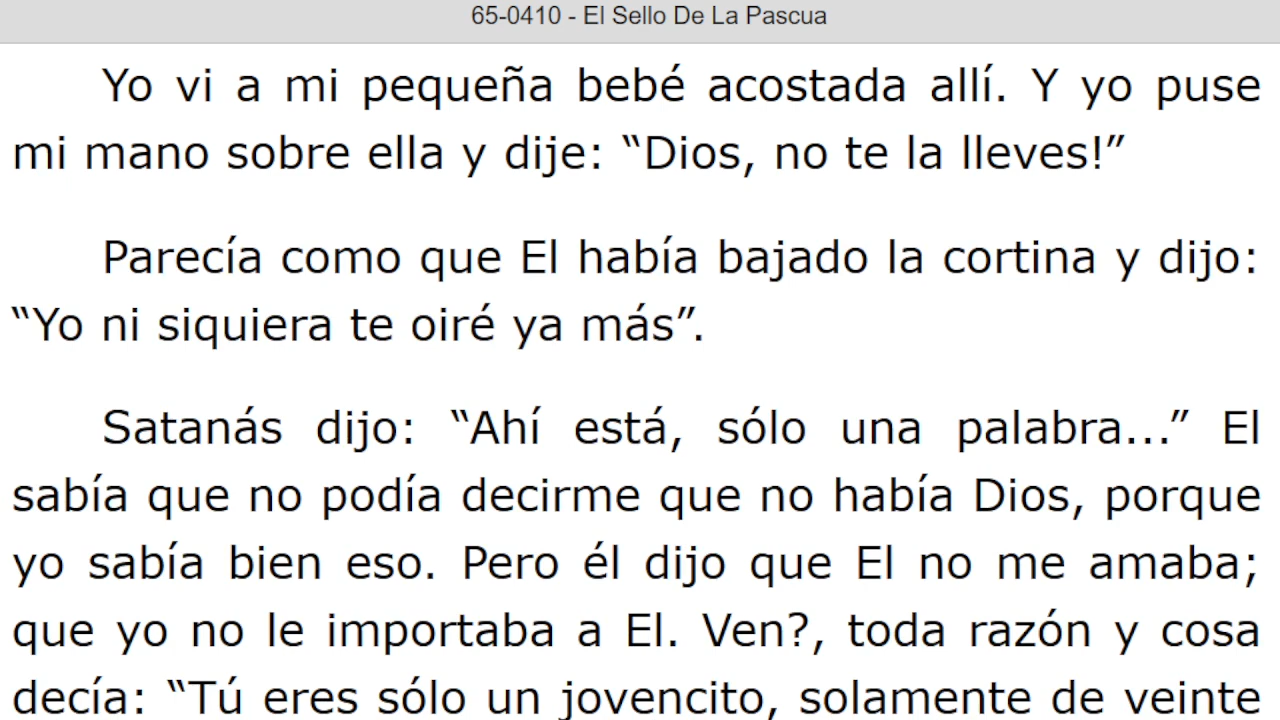 65-0410 - El Sello De La Pascua
Yo vi a mi pequeña bebé acostada allí. Y yo puse
mi mano sobre ella y dije: “Dios, no te la lleves!”
Parecía como que El había bajado la cortina y dijo:
“Yo ni siquiera te oiré ya más”.
Satanás dijo: “Ahí está, sólo una palabra...” El
sabía que no podía decirme que no había Dios, porque
yo sabía bien eso. Pero él dijo que El no me amaba;
que yo no le importaba a El. Ven?, toda razón y cosa
decía: “Tú eres sólo un jovencito, solamente de veinte